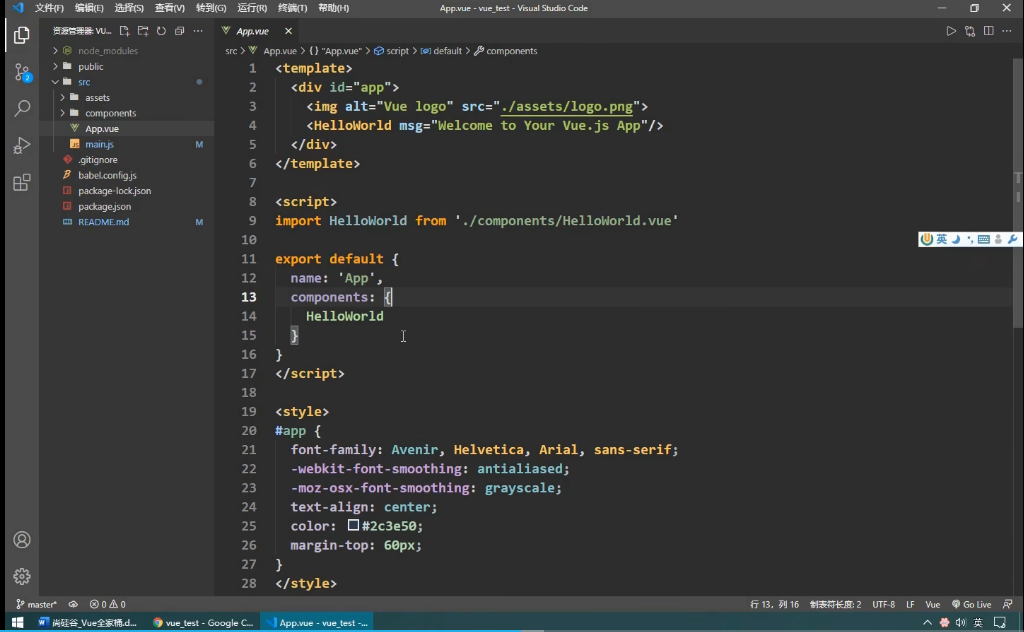 文件(F) 编辑(E) 选择(S) 查看(V) 转到(G) 运行(R) 终端(T) 帮助(H) App.vue - vue_test - Visual Studio Code
资源管理器: VU...
node_modules
public
src
assets
components
App.vue
main.js M
.gitignore
babel.config.js
package-lock.json
package.json
README.md M
2
App.vue
src > App.vue > {} "App.vue" > script > default > components
1 <template>
2 <div id="app">
3 <img alt="Vue logo" src="./assets/logo.png">
4 <HelloWorld msg="Welcome to Your Vue.js App"/>
5 </div>
6 </template>
7
8 <script>
9 import HelloWorld from './components/HelloWorld.vue'
10
11 export default {
12 name: 'App',
13 components: {
14 HelloWorld
15 }
16 }
17 </script>
18
19 <style>
20 #app {
21 font-family: Avenir, Helvetica, Arial, sans-serif;
22 -webkit-font-smoothing: antialiased;
23 -moz-osx-font-smoothing: grayscale;
24 text-align: center;
25 color: #2c3e50;
26 margin-top: 60px;
27 }
28 </style>
英
master* 0 0 行 13，列 16 制表符长度: 2 UTF-8 LF Vue Go Live
尚硅谷_Vue全家桶.d... vue_test - Google C... App.vue - vue_test -... 英